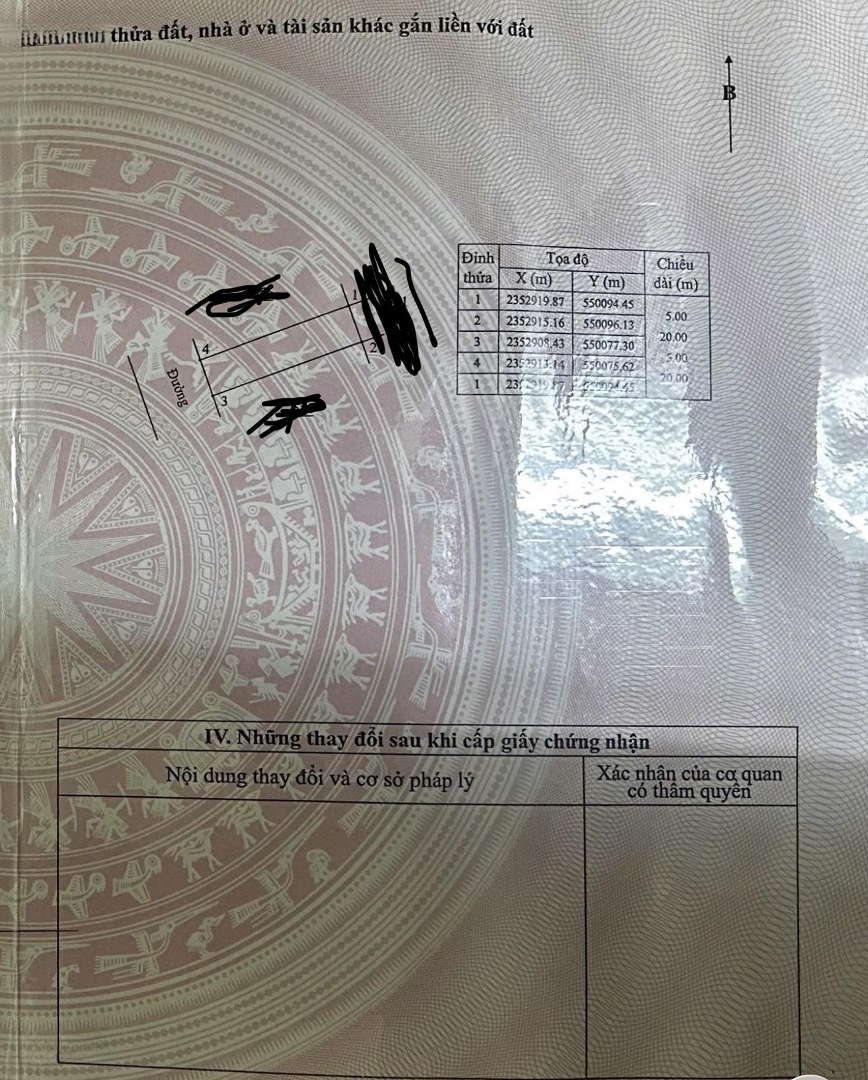 thửa đất, nhà ở và tài sản khác gắn liền với đất
B
Đỉnh thửa Tọa độ Chiều dài (m)
X (m) Y (m)
1 2352919.87 550094.45
5.00
2 2352915.16 550096.13
20.00
3 2352908.43 550077.30
5.00
4 2352913.14 550075.62
20.00
1
1
4
2
3
Đường
IV. Những thay đổi sau khi cấp giấy chứng nhận
Nội dung thay đổi và cơ sở pháp lý
Xác nhận của cơ quan
có thẩm quyền